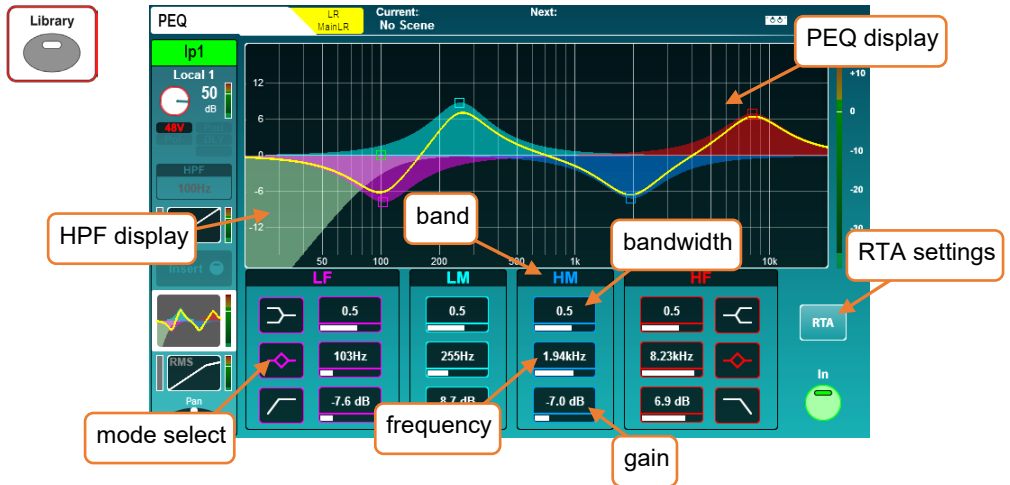 Library
PEQ
LR
MainLR
Current:
No Scene
Next:
PEQ display
Ip1
Local 1
50
dB
48V
HPF
100Hz
Insert
RMS
Pan
12
6
0
-6
-12
50
100
200
500
1k
10k
+10
0
-10
-20
-30
HPF display
band
bandwidth
RTA settings
LF
LM
HM
HF
0.5
0.5
0.5
0.5
103Hz
255Hz
1.94kHz
8.23kHz
-7.6 dB
8.7 dB
-7.0 dB
6.9 dB
RTA
In
mode select
frequency
gain